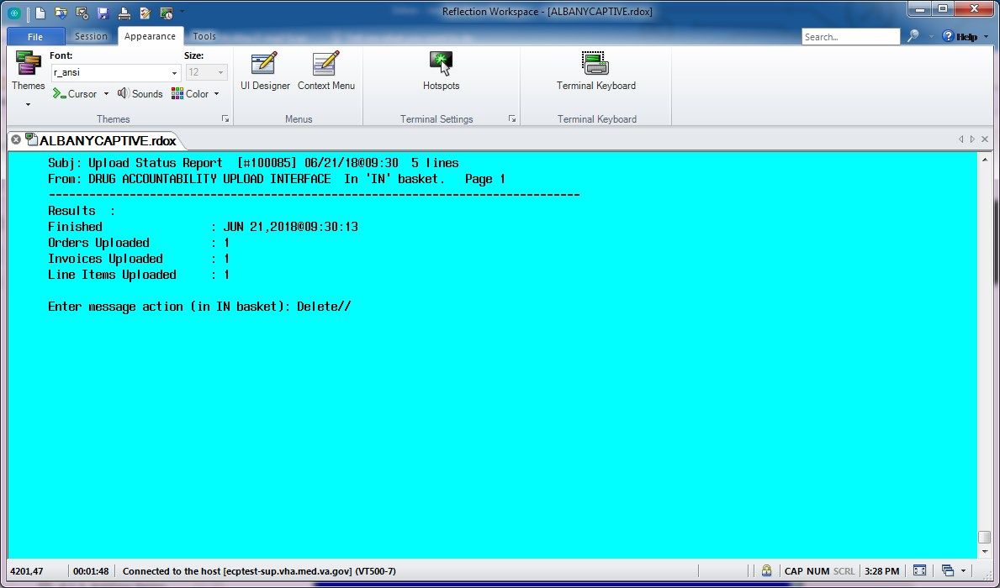 Reflection Workspace - [ALBANYCAPTIVE.rdox]
File Session Appearance Tools
Search...
Help
Font: Size:
r_ansi 12
Themes
Cursor Sounds Color
UI Designer Context Menu
Hotspots
Terminal Keyboard
Themes Menus Terminal Settings Terminal Keyboard
ALBANYCAPTIVE.rdox
Subj: Upload Status Report [#100085] 06/21/18@09:30 5 lines
From: DRUG ACCOUNTABILITY UPLOAD INTERFACE In 'IN' basket. Page 1
-------------------------------------------------------------------------------
Results :
Finished : JUN 21,2018@09:30:13
Orders Uploaded : 1
Invoices Uploaded : 1
Line Items Uploaded : 1
Enter message action (in IN basket): Delete//
4201,47 00:01:48 Connected to the host [ecptest-sup.vha.med.va.gov] (VT500-7) CAP NUM SCRL 3:28 PM